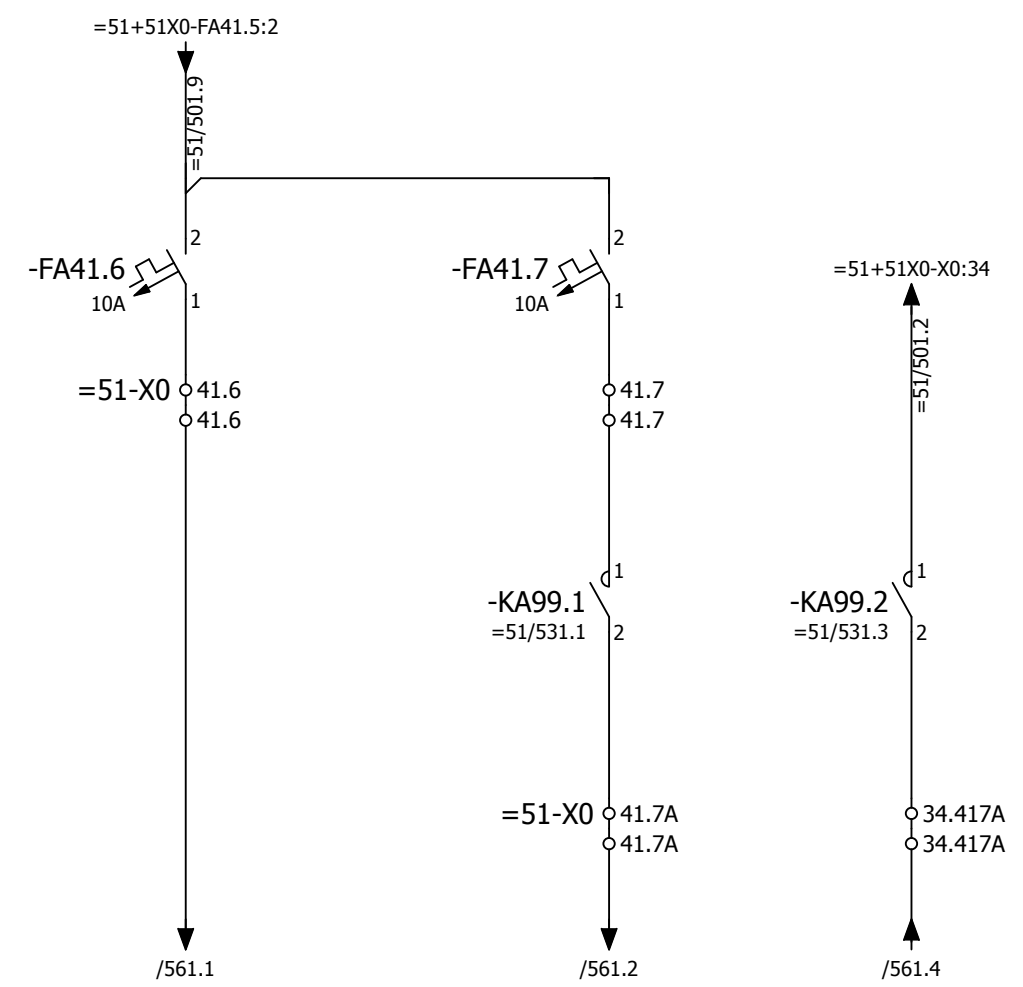 =51+51X0-FA41.5:2
=51/501.9
2
-FA41.6
10A
1
2
-FA41.7
10A
1
=51+51X0-X0:34
=51/501.2
=51-X0
41.6
41.6
41.7
41.7
1
-KA99.1
=51/531.1
2
1
-KA99.2
=51/531.3
2
=51-X0
41.7A
41.7A
34.417A
34.417A
/561.1
/561.2
/561.4